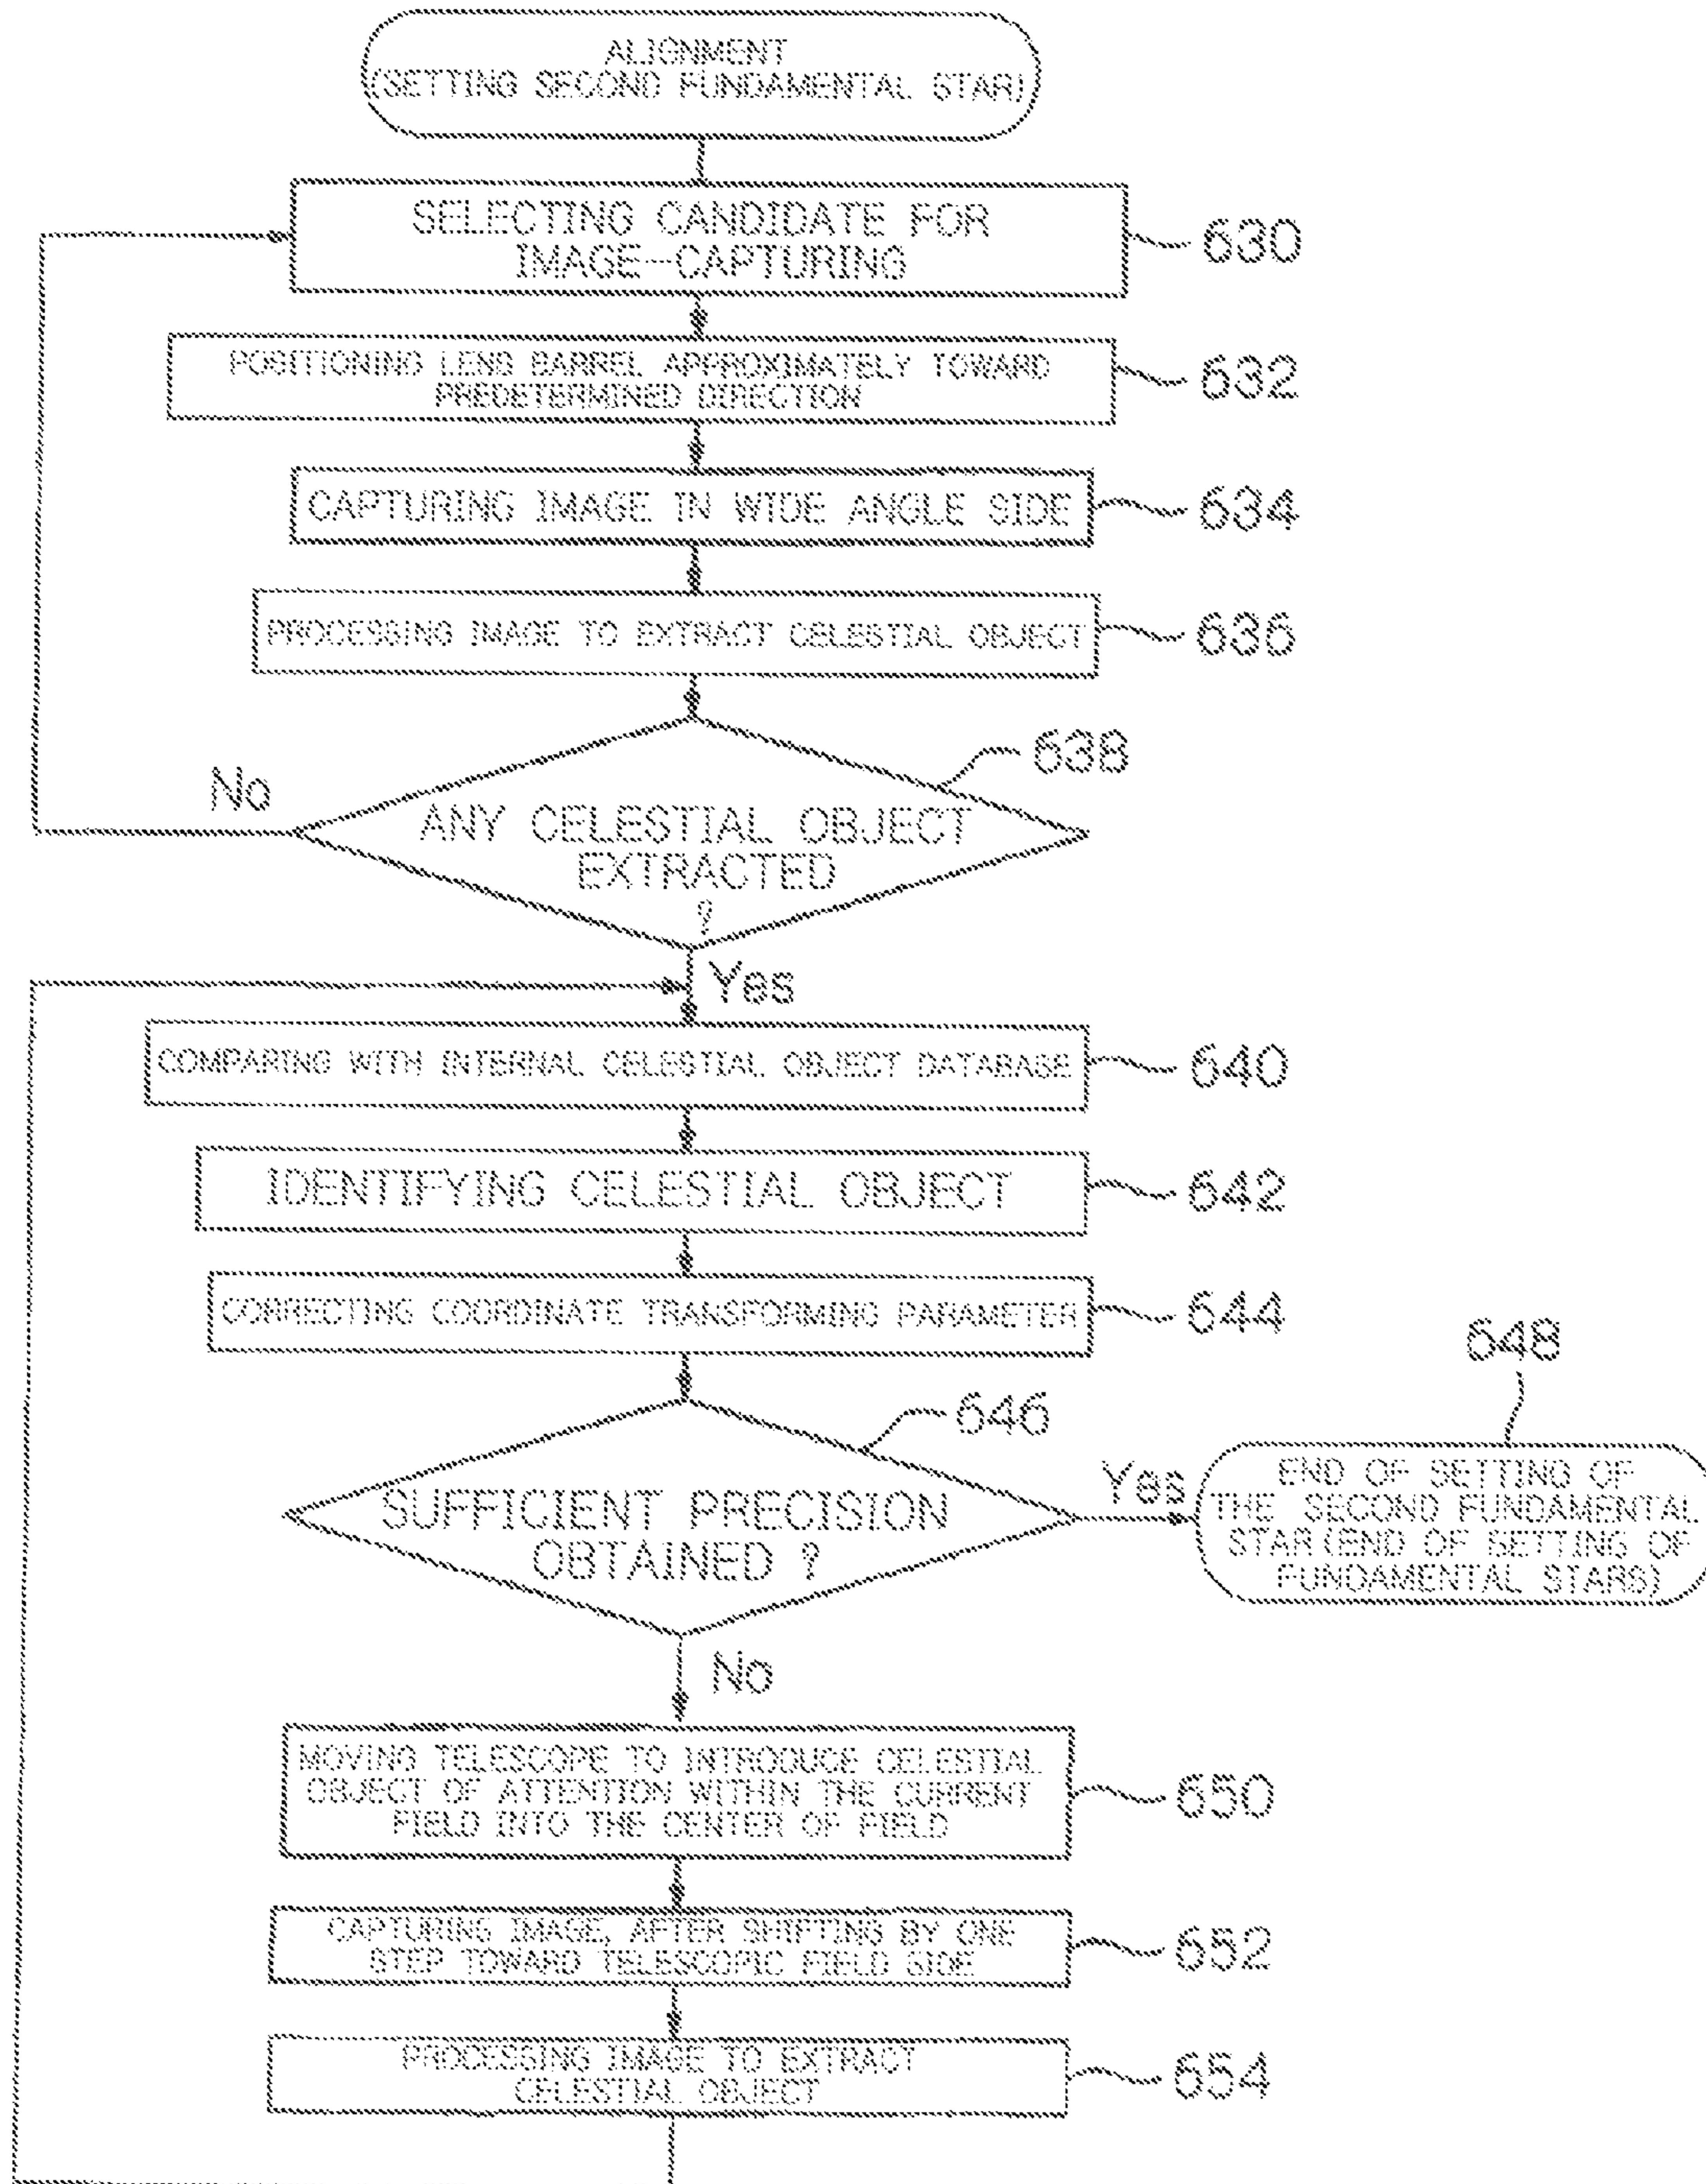 ALIGNMENT
(SETTING SECOND FUNDAMENTAL STAR)
SELECTING CANDIDATE FOR
IMAGE-CAPTURING
630
POSITIONING LENS BARREL APPROXIMATELY TOWARD
PREDETERMINED DIRECTION
632
CAPTURING IMAGE IN WIDE ANGLE SIDE
634
PROCESSING IMAGE TO EXTRACT CELESTIAL OBJECT
636
638
No
ANY CELESTIAL OBJECT
EXTRACTED
?
Yes
COMPARING WITH INTERNAL CELESTIAL OBJECT DATABASE
640
IDENTIFYING CELESTIAL OBJECT
642
CORRECTING COORDINATE TRANSFORMING PARAMETER
644
648
646
SUFFICIENT PRECISION
OBTAINED ?
Yes
END OF SETTING OF
THE SECOND FUNDAMENTAL
STAR(END OF SETTING OF
FUNDAMENTAL STARS)
No
MOVING TELESCOPE TO INTRODUCE CELESTIAL
OBJECT OF ATTENTION WITHIN THE CURRENT
FIELD INTO THE CENTER OF FIELD
650
CAPTURING IMAGE, AFTER SHIFTING BY ONE
STEP TOWARD TELESCOPIC FIELD SIDE
652
PROCESSING IMAGE TO EXTRACT
CELESTIAL OBJECT
654